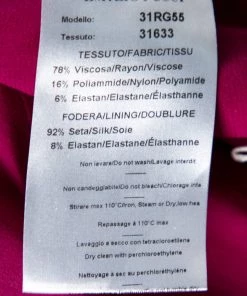 Modello: 31RG55
Tessuto: 31633
TESSUTO/FABRIC/TISSU
78% Viscosa/Rayon/Viscose
16% Poliammide/Nylon/Polyamide
6% Elastan/Elastane/Élasthanne
FODERA/LINING/DOUBLURE
92% Seta/Silk/Soie
8% Elastan/Elastane/Élasthanne
Non lavare/Do not wash/Lavage interdit
Non candeggiabile/Do not bleach/Chlorage inte
Stirare max 110°C/Iron, Steam or Dry, low hea
Repassage à 110°C max
Lavaggio a secco con tetracloroetilene
Dry clean with perchlorethylène
Nettoyage à sec au perchloréthylène